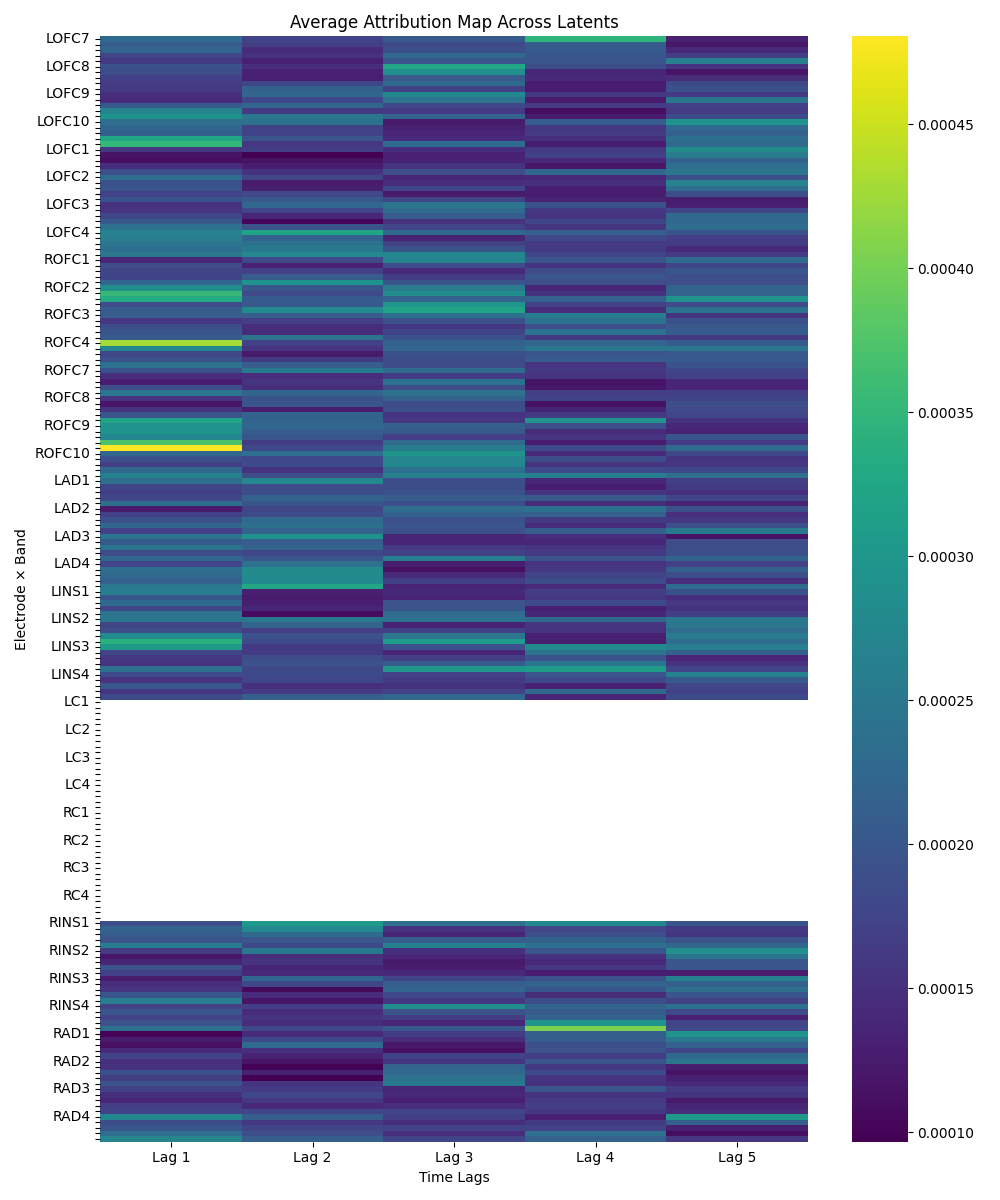 Average Attribution Map Across Latents
LOFC7
LOFC8
LOFC9
LOFC10
LOFC1
LOFC2
LOFC3
LOFC4
ROFC1
ROFC2
ROFC3
ROFC4
ROFC7
ROFC8
ROFC9
ROFC10
LAD1
LAD2
LAD3
LAD4
LINS1
LINS2
LINS3
LINS4
LC1
LC2
LC3
LC4
RC1
RC2
RC3
RC4
RINS1
RINS2
RINS3
RINS4
RAD1
RAD2
RAD3
RAD4
Electrode × Band
Lag 1 Lag 2 Lag 3 Lag 4 Lag 5
Time Lags
0.00045
0.00040
0.00035
0.00030
0.00025
0.00020
0.00015
0.00010